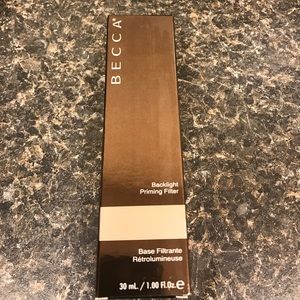 BECCA
Backlight
Priming Filter
Base Filtrante
Rétrolumineuse
30 mL / 1.00 Fl.Oz.e